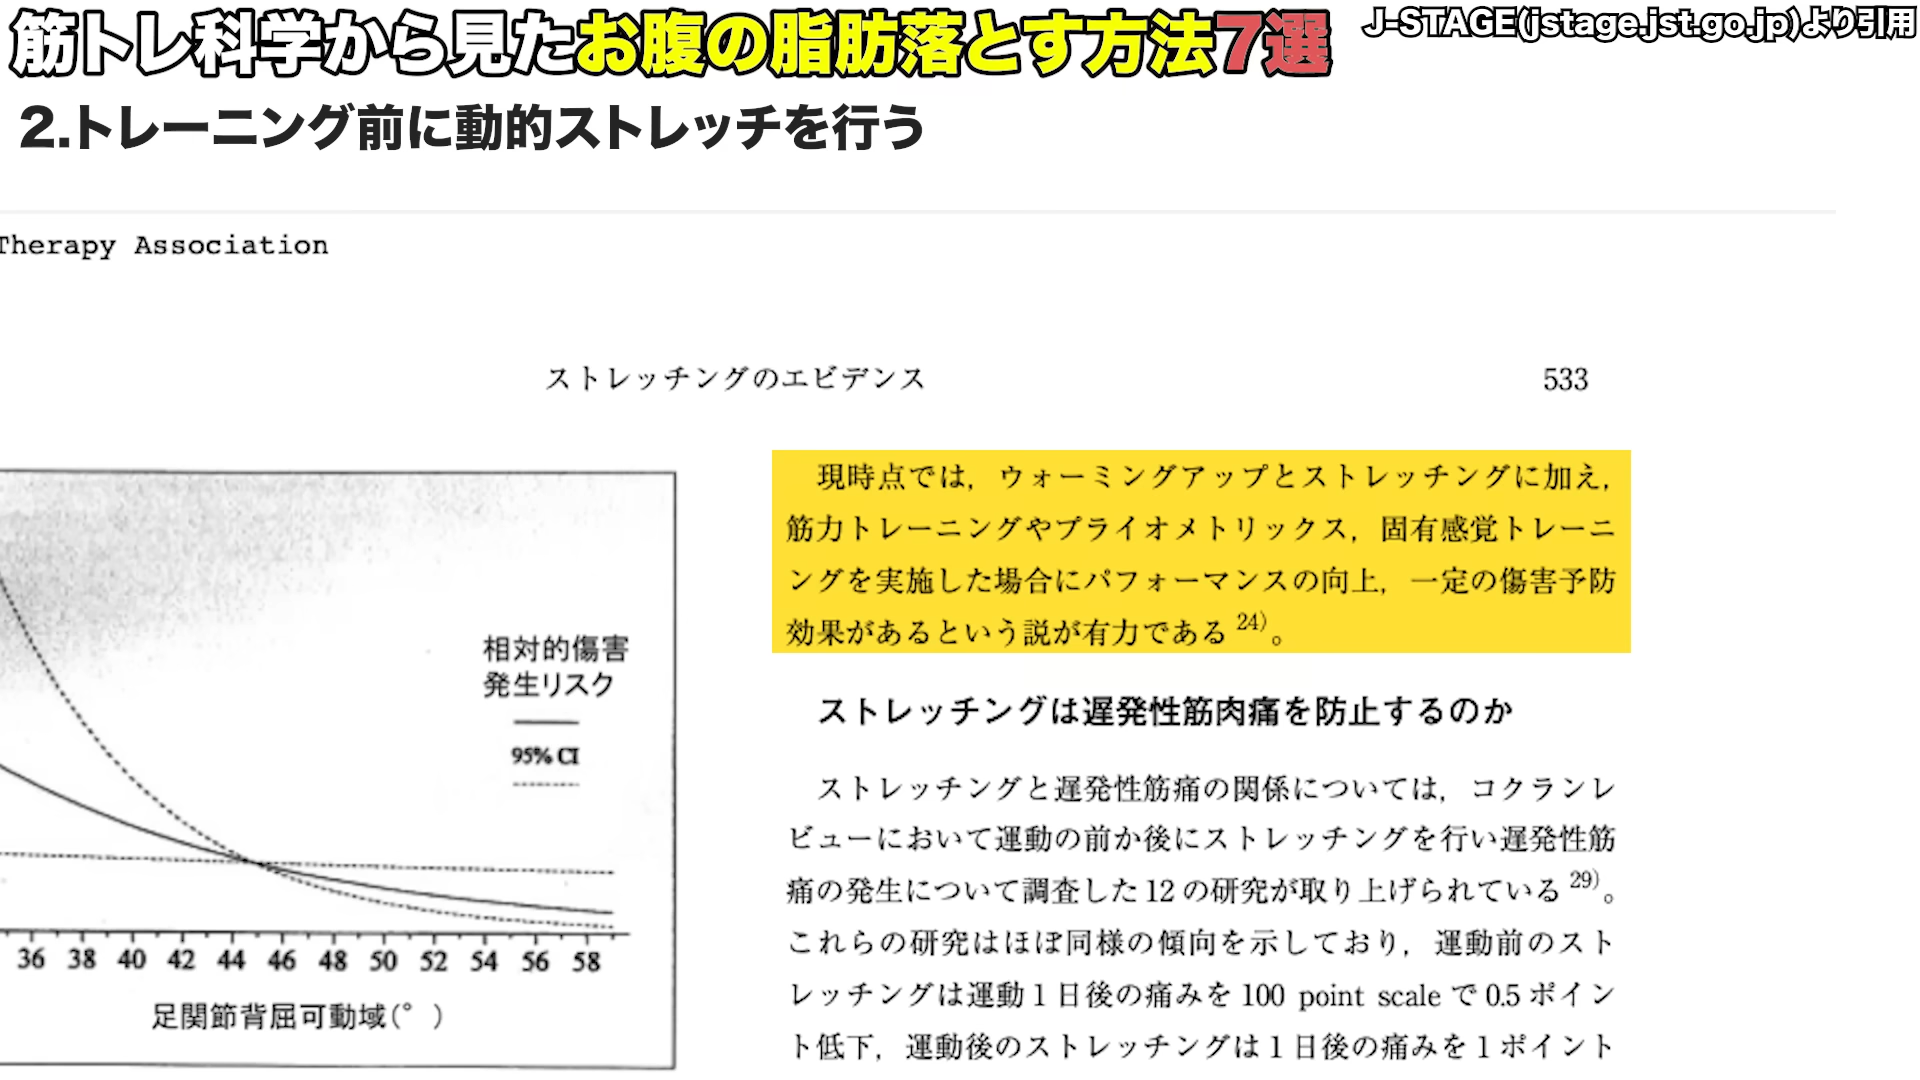 筋トレ科学から見たお腹の脂肪落とす方法7選
J-STAGE(jstage.jst.go.jp)より引用
2.トレーニング前に動的ストレッチを行う
Therapy Association
ストレッチングのエビデンス
533
相対的傷害
発生リスク
95% CI
36 38 40 42 44 46 48 50 52 54 56 58
足関節背屈可動域(° )
現時点では，ウォーミングアップとストレッチングに加え，
筋力トレーニングやプライオメトリックス，固有感覚トレーニ
ングを実施した場合にパフォーマンスの向上，一定の傷害予防
効果があるという説が有力である 24)。
ストレッチングは遅発性筋肉痛を防止するのか
ストレッチングと遅発性筋痛の関係については，コクランレ
ビューにおいて運動の前か後にストレッチングを行い遅発性筋
痛の発生について調査した 12 の研究が取り上げられている 29)。
これらの研究はほぼ同様の傾向を示しており，運動前のスト
レッチングは運動 1 日後の痛みを 100 point scale で 0.5 ポイン
ト低下，運動後のストレッチングは 1 日後の痛みを 1 ポイント